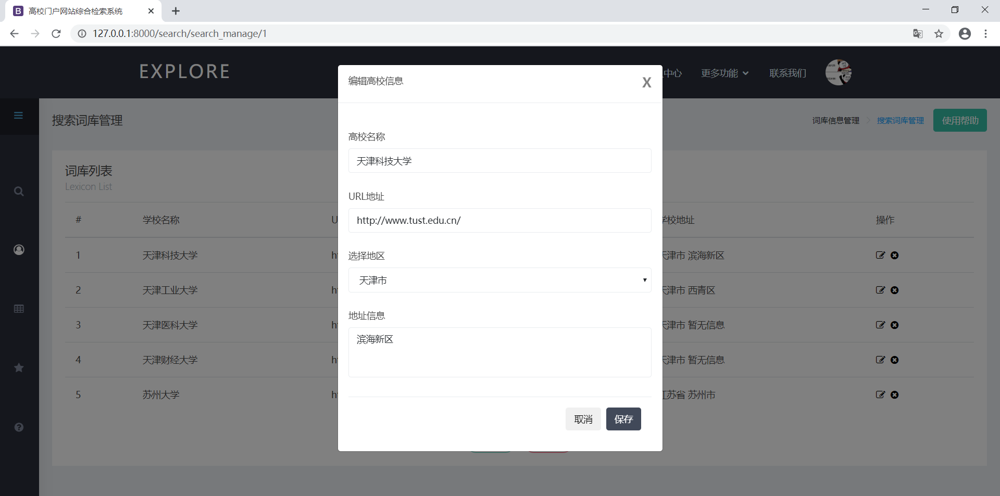 高校门户网站综合检索系统
127.0.0.1:8000/search/search_manage/1
EXPLORE
中心
更多功能
联系我们
搜索词库管理
词库信息管理
搜索词库管理
使用帮助
词库列表
Lexicon List
# 学校名称 U 学校地址 操作
1 天津科技大学 ht 天津市 滨海新区
2 天津工业大学 ht 天津市 西青区
3 天津医科大学 ht 天津市 暂无信息
4 天津财经大学 ht 天津市 暂无信息
5 苏州大学 ht 江苏省 苏州市
编辑高校信息
X
高校名称
天津科技大学
URL地址
http://www.tust.edu.cn/
选择地区
天津市
地址信息
滨海新区
取消
保存